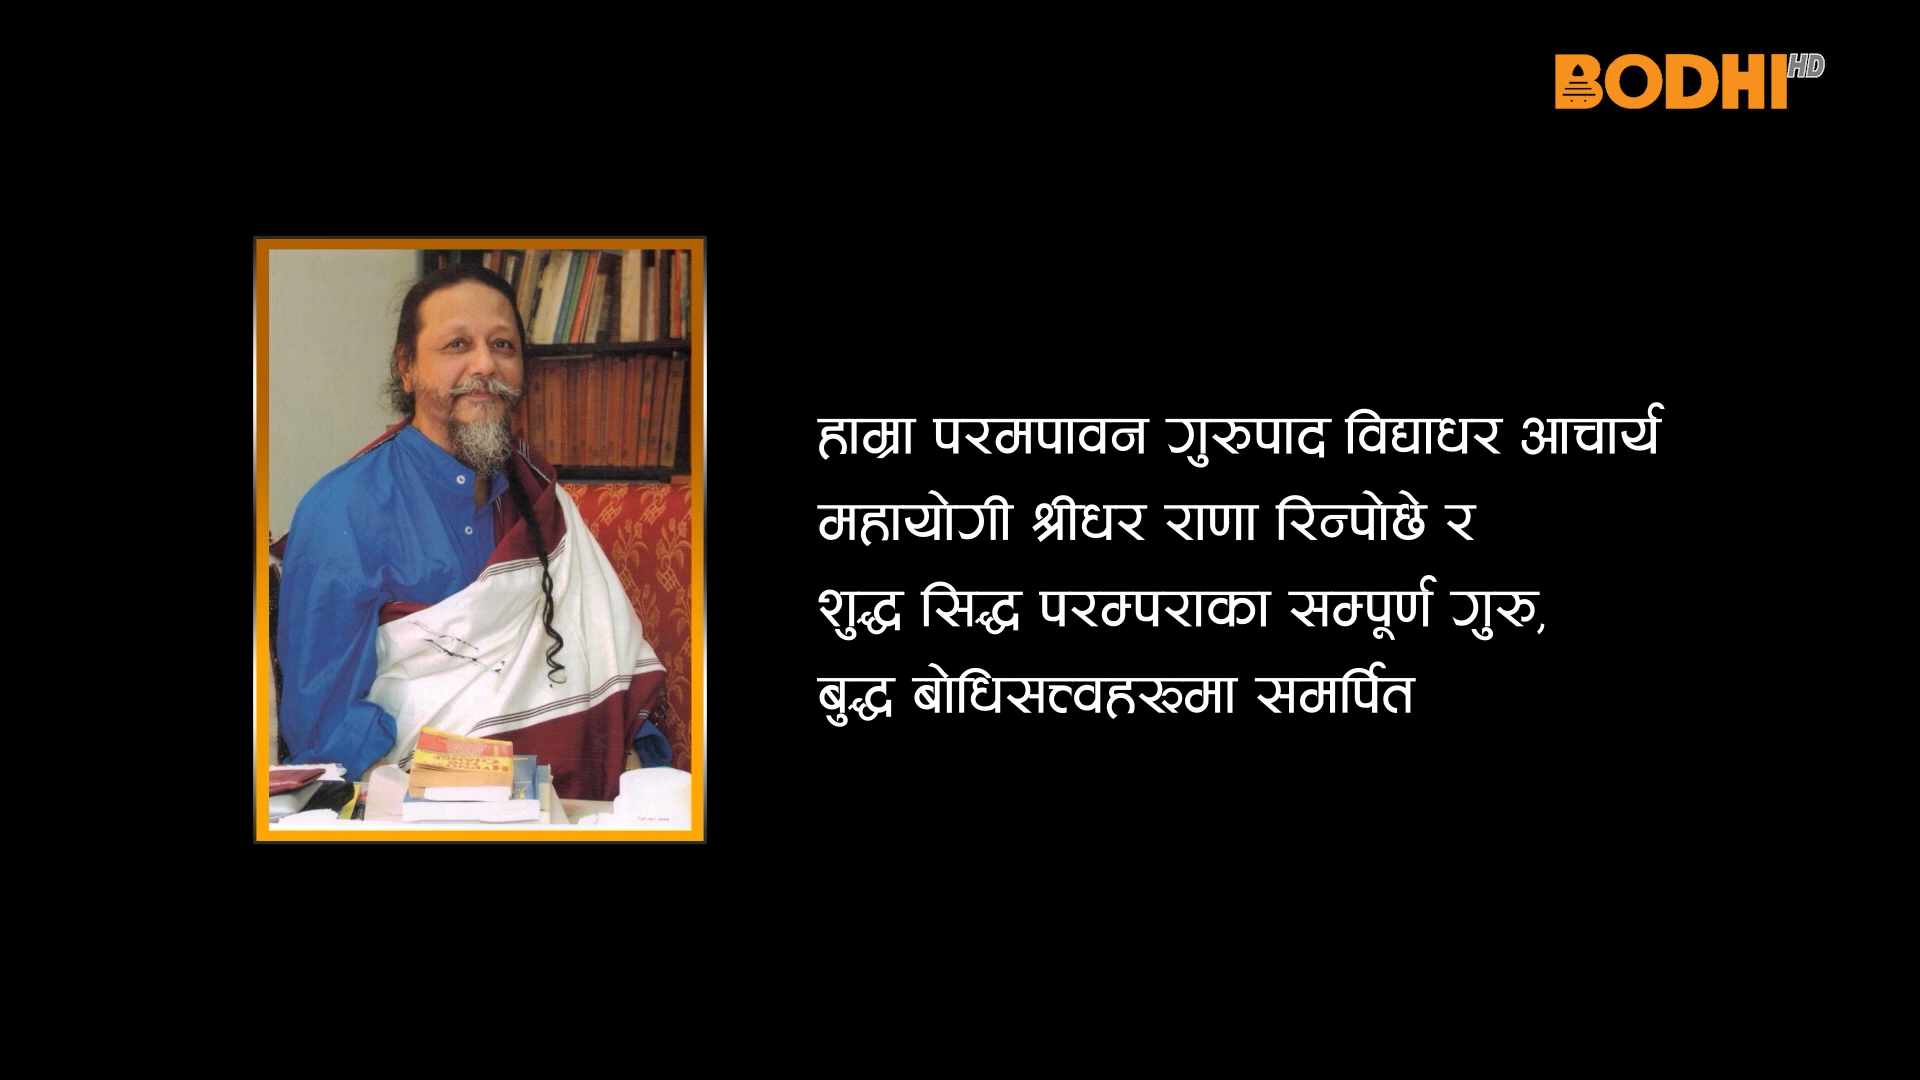 BODHI HD
हाम्रा परमपावन गुरुपाद विद्याधर आचार्य
महायोगी श्रीधर राणा रिन्पोछे र
शुद्ध सिद्ध परम्पराका सम्पूर्ण गुरु,
बुद्ध बोधिसत्त्वहरुमा समर्पित